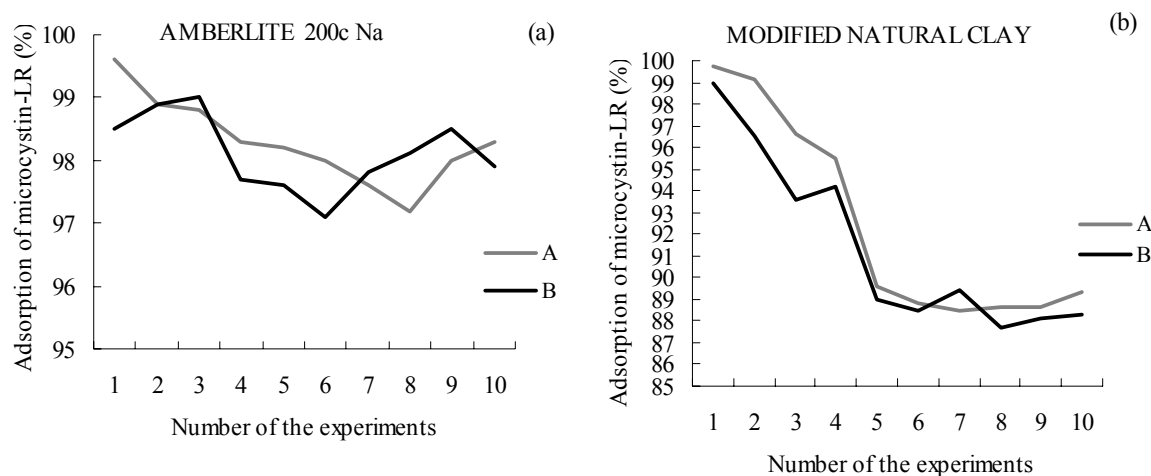 AMBERLITE 200c Na
(a)
Adsorption of microcystin-LR (%)
100
99
98
97
96
95
1 2 3 4 5 6 7 8 9 10
Number of the experiments
A
B
MODIFIED NATURAL CLAY
(b)
Adsorption of microcystin-LR (%)
100
99
98
97
96
95
94
93
92
91
90
89
88
87
86
85
1 2 3 4 5 6 7 8 9 10
Number of the experiments
A
B